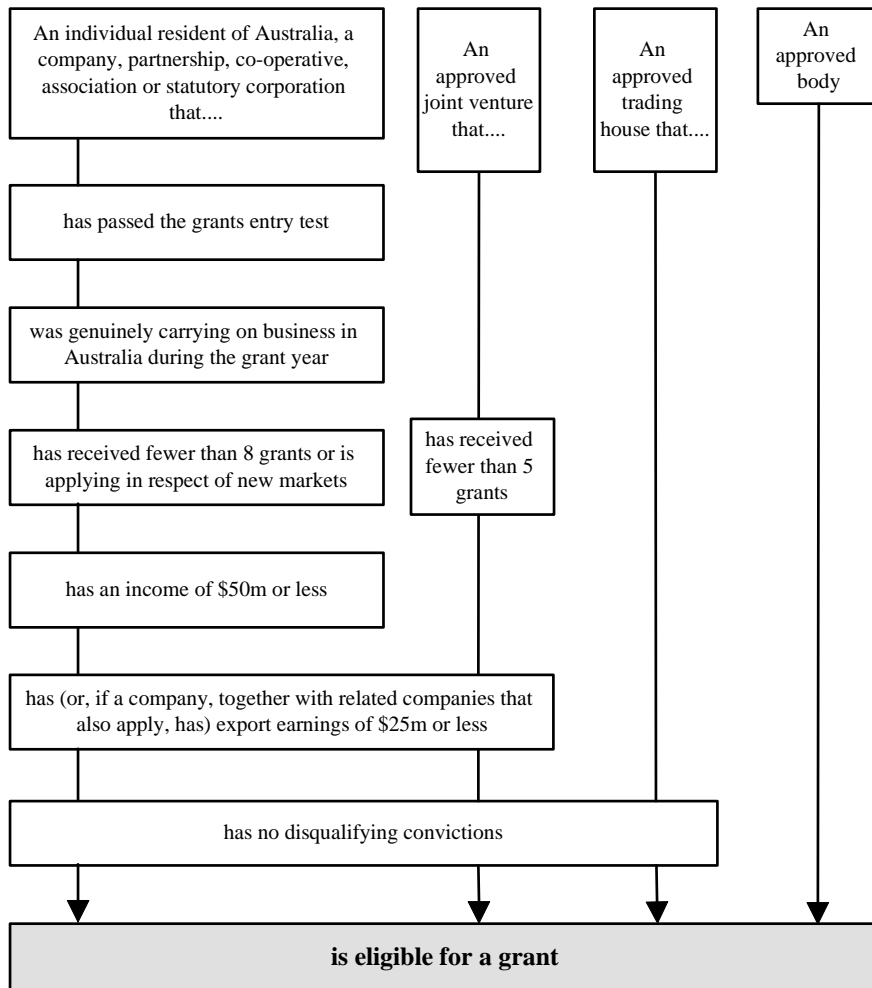 An individual resident of Australia, a
company, partnership, co-operative,
association or statutory corporation
that....
An
approved
joint venture
that....
An
approved
trading
house that....
An
approved
body
has passed the grants entry test
was genuinely carrying on business in
Australia during the grant year
has received fewer than 8 grants or is
applying in respect of new markets
has received
fewer than 5
grants
has an income of $50m or less
has (or, if a company, together with related companies that
also apply, has) export earnings of $25m or less
has no disqualifying convictions
is eligible for a grant